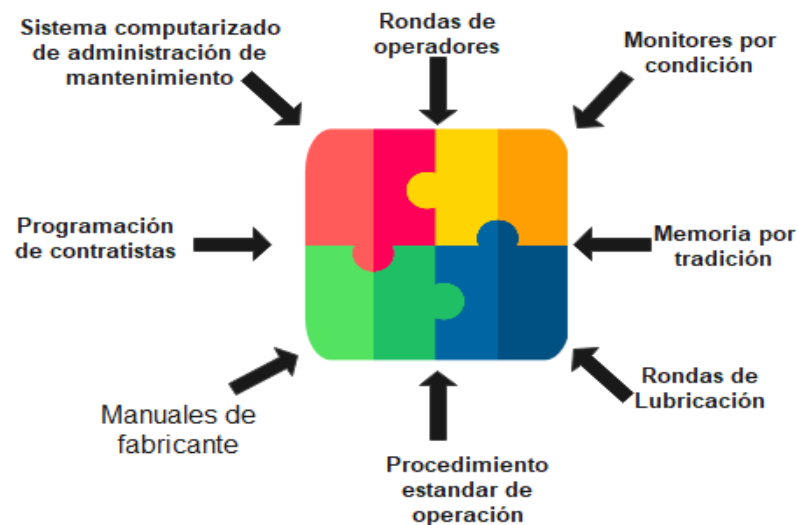 Sistema computarizado
de administración de
mantenimiento
Rondas de
operadores
Monitores por
condición
Programación
de contratistas
Memoria por
tradición
Manuales de
fabricante
Procedimiento
estandar de
operación
Rondas de
Lubricación